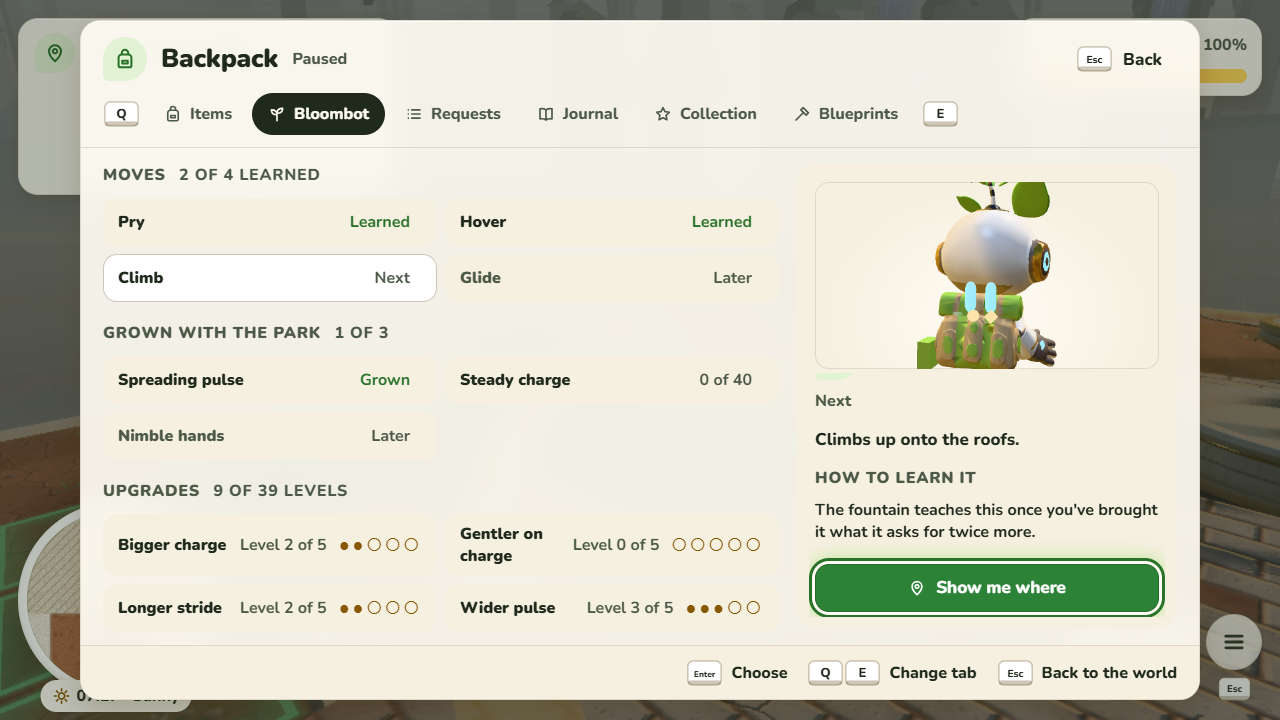 100%
Backpack Paused
Esc Back
Q Items Bloombot Requests Journal Collection Blueprints E
MOVES 2 OF 4 LEARNED
Pry Learned
Hover Learned
Climb Next
Glide Later
GROWN WITH THE PARK 1 OF 3
Spreading pulse Grown
Steady charge 0 of 40
Nimble hands Later
UPGRADES 9 OF 39 LEVELS
Bigger charge Level 2 of 5
Gentler on
charge Level 0 of 5
Longer stride Level 2 of 5
Wider pulse Level 3 of 5
Next
Climbs up onto the roofs.
HOW TO LEARN IT
The fountain teaches this once you've brought
it what it asks for twice more.
Show me where
Enter Choose Q E Change tab Esc Back to the world
Esc